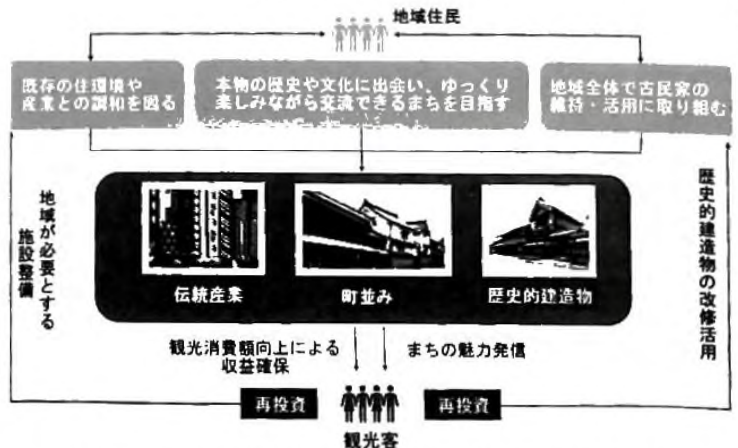 地域住民
既存の住環境や
産業との調和を図る
本物の歴史や文化に出会い、ゆっくり
楽しみながら交流できるまちを目指す
地域全体で古民家の
維持・活用に取り組む
地域が必要とする
施設整備
伝統産業
町並み
歴史的建造物
歴史的建造物の改修活用
観光消費額向上による
収益確保
まちの魅力発信
再投資
再投資
観光客